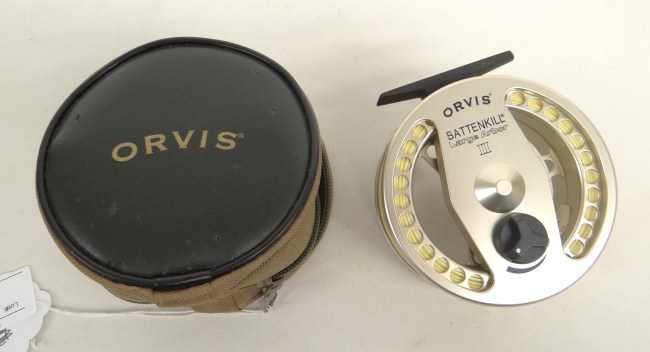 ORVIS®
ORVIS®
BATTENKILL®
Large Arbor
III